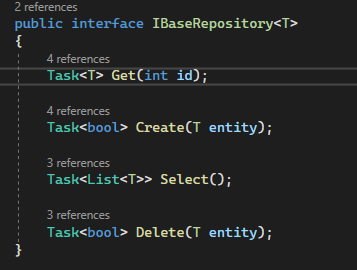 2 references
public interface IBaseRepository<T>
{
4 references
Task<T> Get(int id);
4 references
Task<bool> Create(T entity);
3 references
Task<List<T>> Select();
3 references
Task<bool> Delete(T entity);
}